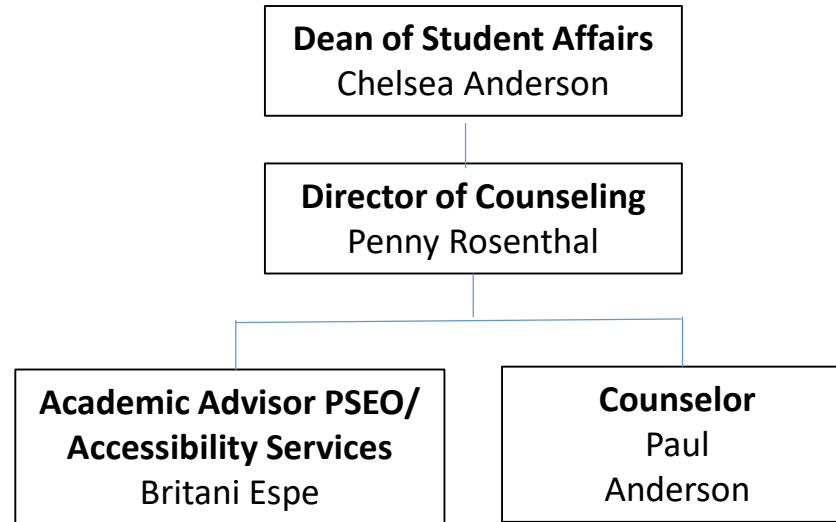 Dean of Student Affairs
Chelsea Anderson
Director of Counseling
Penny Rosenthal
Academic Advisor PSEO/
Accessibility Services
Britani Espe
Counselor
Paul
Anderson